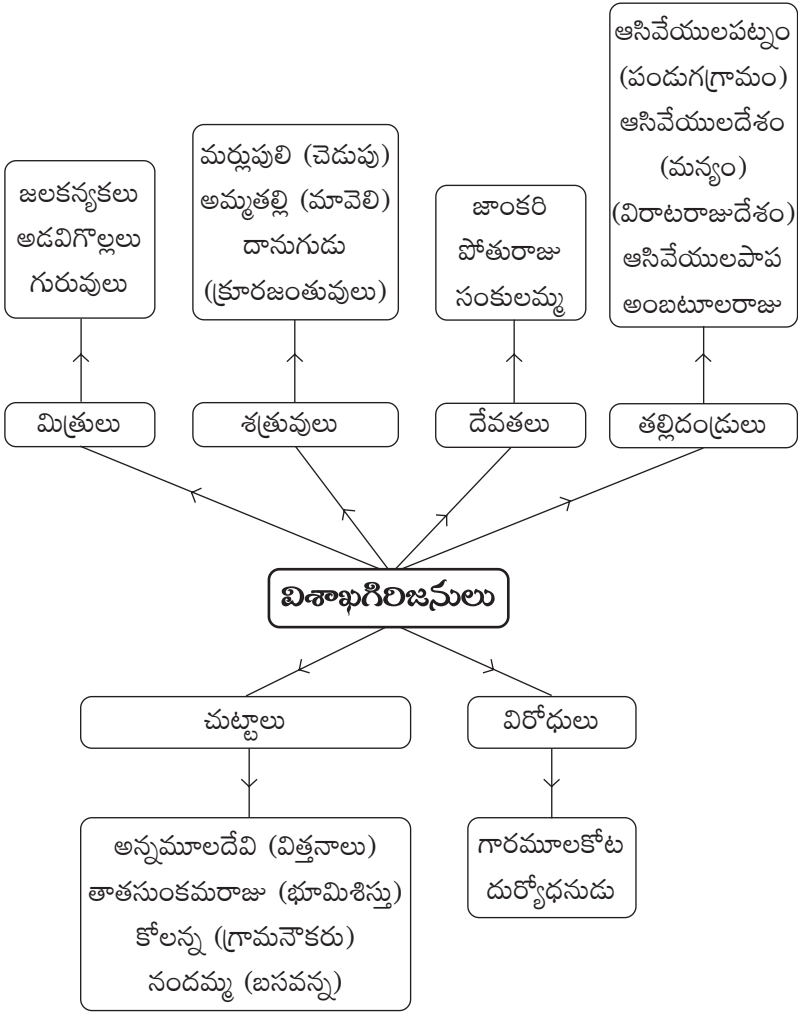 జలకన్యకలు
అడవిగొల్లలు
గురువులు
మర్లుపులి (చెడుపు)
అమ్మతల్లి (మావెలి)
దానుగుడు
(క్రూరజంతువులు)
జాంకరి
పోతురాజు
సంకులమ్మ
ఆసివేయులపట్నం
(పండుగగ్రామం)
ఆసివేయులదేశం
(మన్యం)
(విరాటరాజుదేశం)
ఆసివేయులపాప
అంబటూలరాజు
మిత్రులు
శత్రువులు
దేవతలు
తల్లిదండ్రులు
విశాఖగిరిజనులు
చుట్టాలు
విరోధులు
అన్నమూలదేవి (విత్తనాలు)
తాతసుంకమరాజు (భూమిశిస్తు)
కోలన్న (గ్రామనౌకరు)
నందమ్మ (బసవన్న)
గారమూలకోట
దుర్యోధనుడు